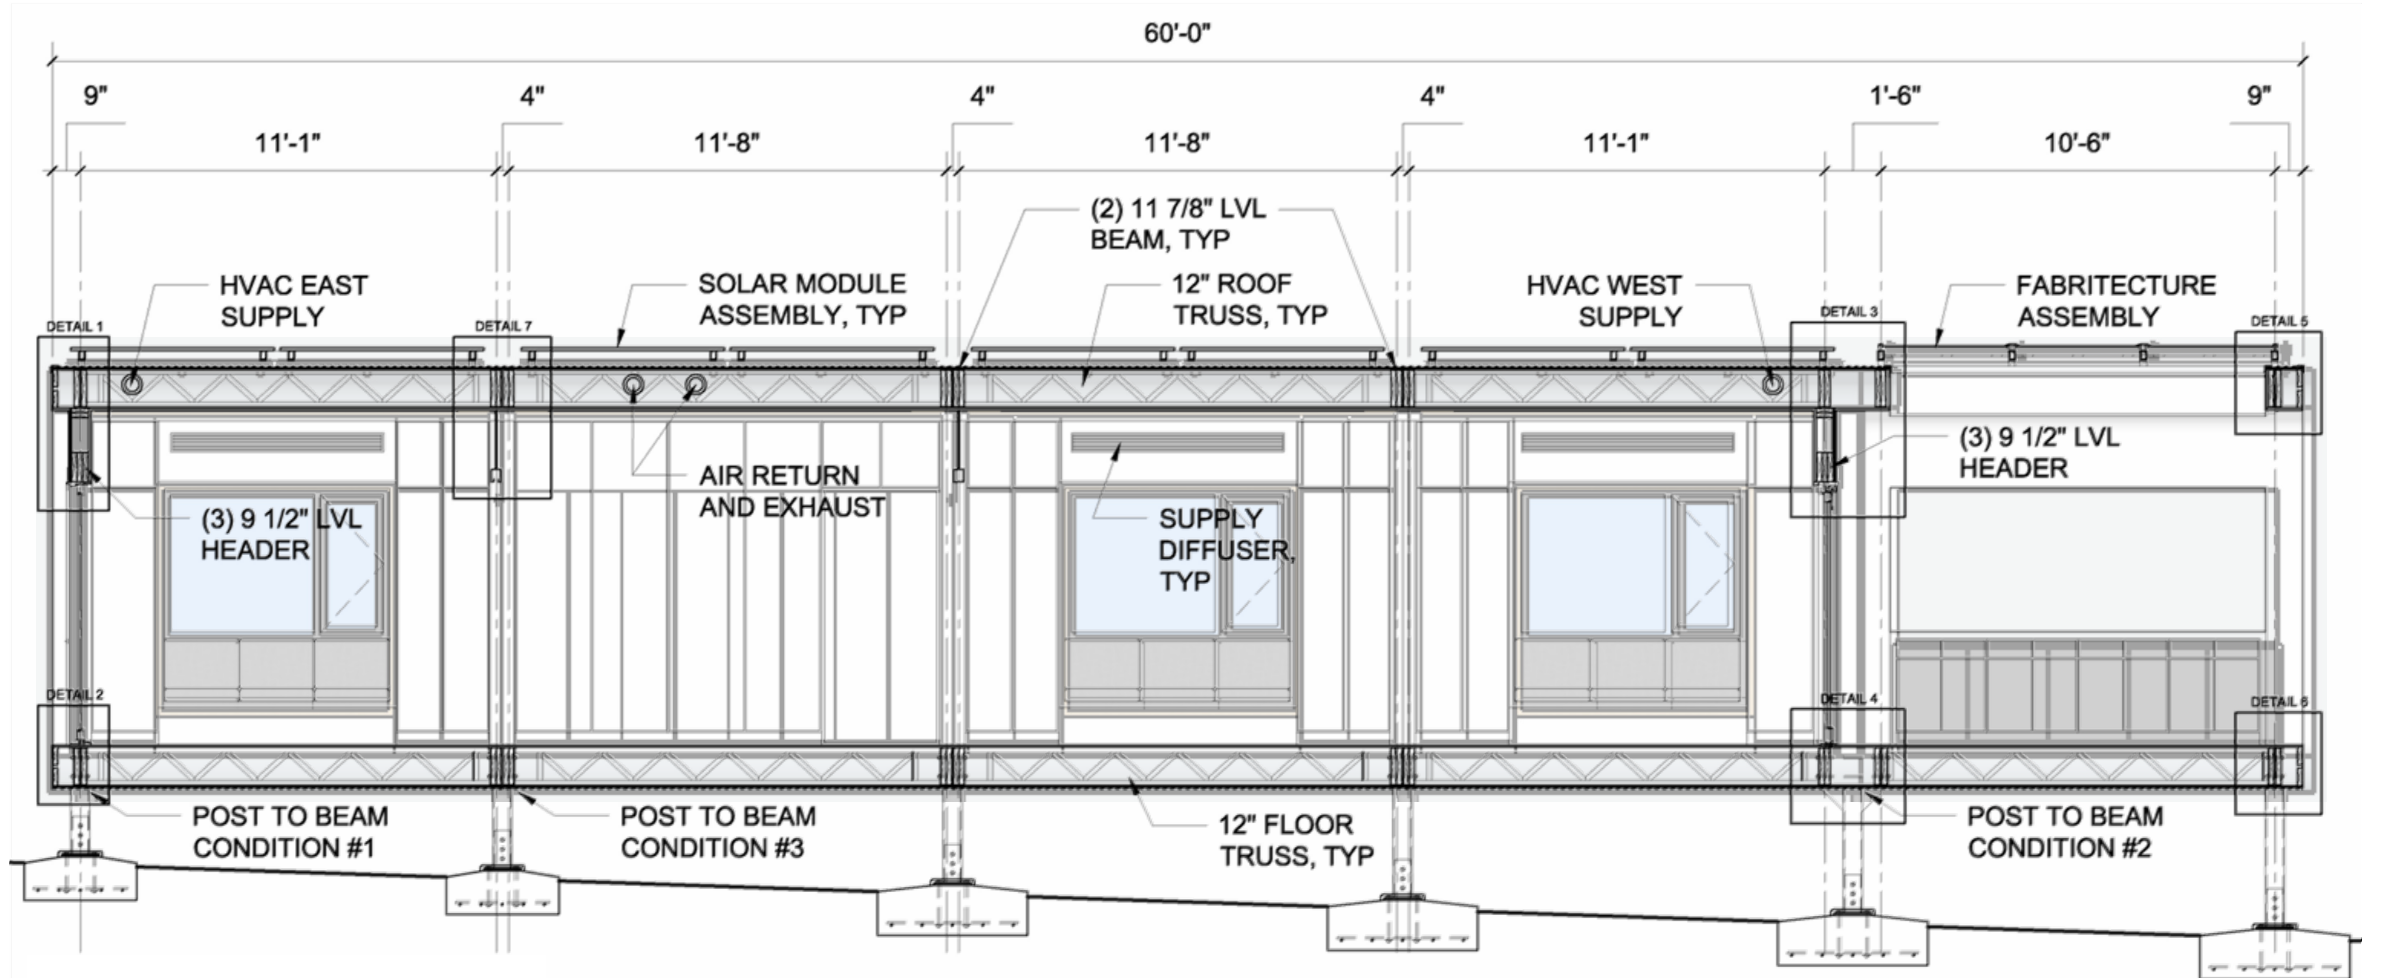 60'-0"
9"
4"
4"
4"
1'-6"
9"
11'-1"
11'-8"
11'-8"
11'-1"
10'-6"
(2) 11 7/8" LVL
BEAM, TYP
HVAC EAST
SUPPLY
SOLAR MODULE
ASSEMBLY, TYP
12" ROOF
TRUSS, TYP
HVAC WEST
SUPPLY
FABRITECTURE
ASSEMBLY
DETAIL 1
DETAIL 7
DETAIL 3
DETAIL 5
(3) 9 1/2" LVL
HEADER
AIR RETURN
AND EXHAUST
(3) 9 1/2" LVL
HEADER
SUPPLY
DIFFUSER,
TYP
DETAIL 2
DETAIL 4
DETAIL 6
POST TO BEAM
CONDITION #1
POST TO BEAM
CONDITION #3
12" FLOOR
TRUSS, TYP
POST TO BEAM
CONDITION #2